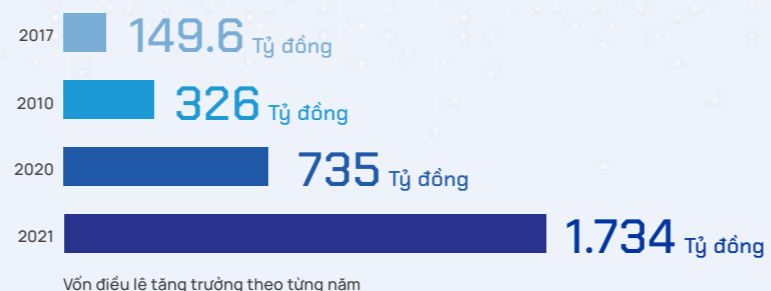 2017 149.6 Tỷ đồng
2010 326 Tỷ đồng
2020 735 Tỷ đồng
2021 1.734 Tỷ đồng
Vốn điều lệ tăng trưởng theo từng năm